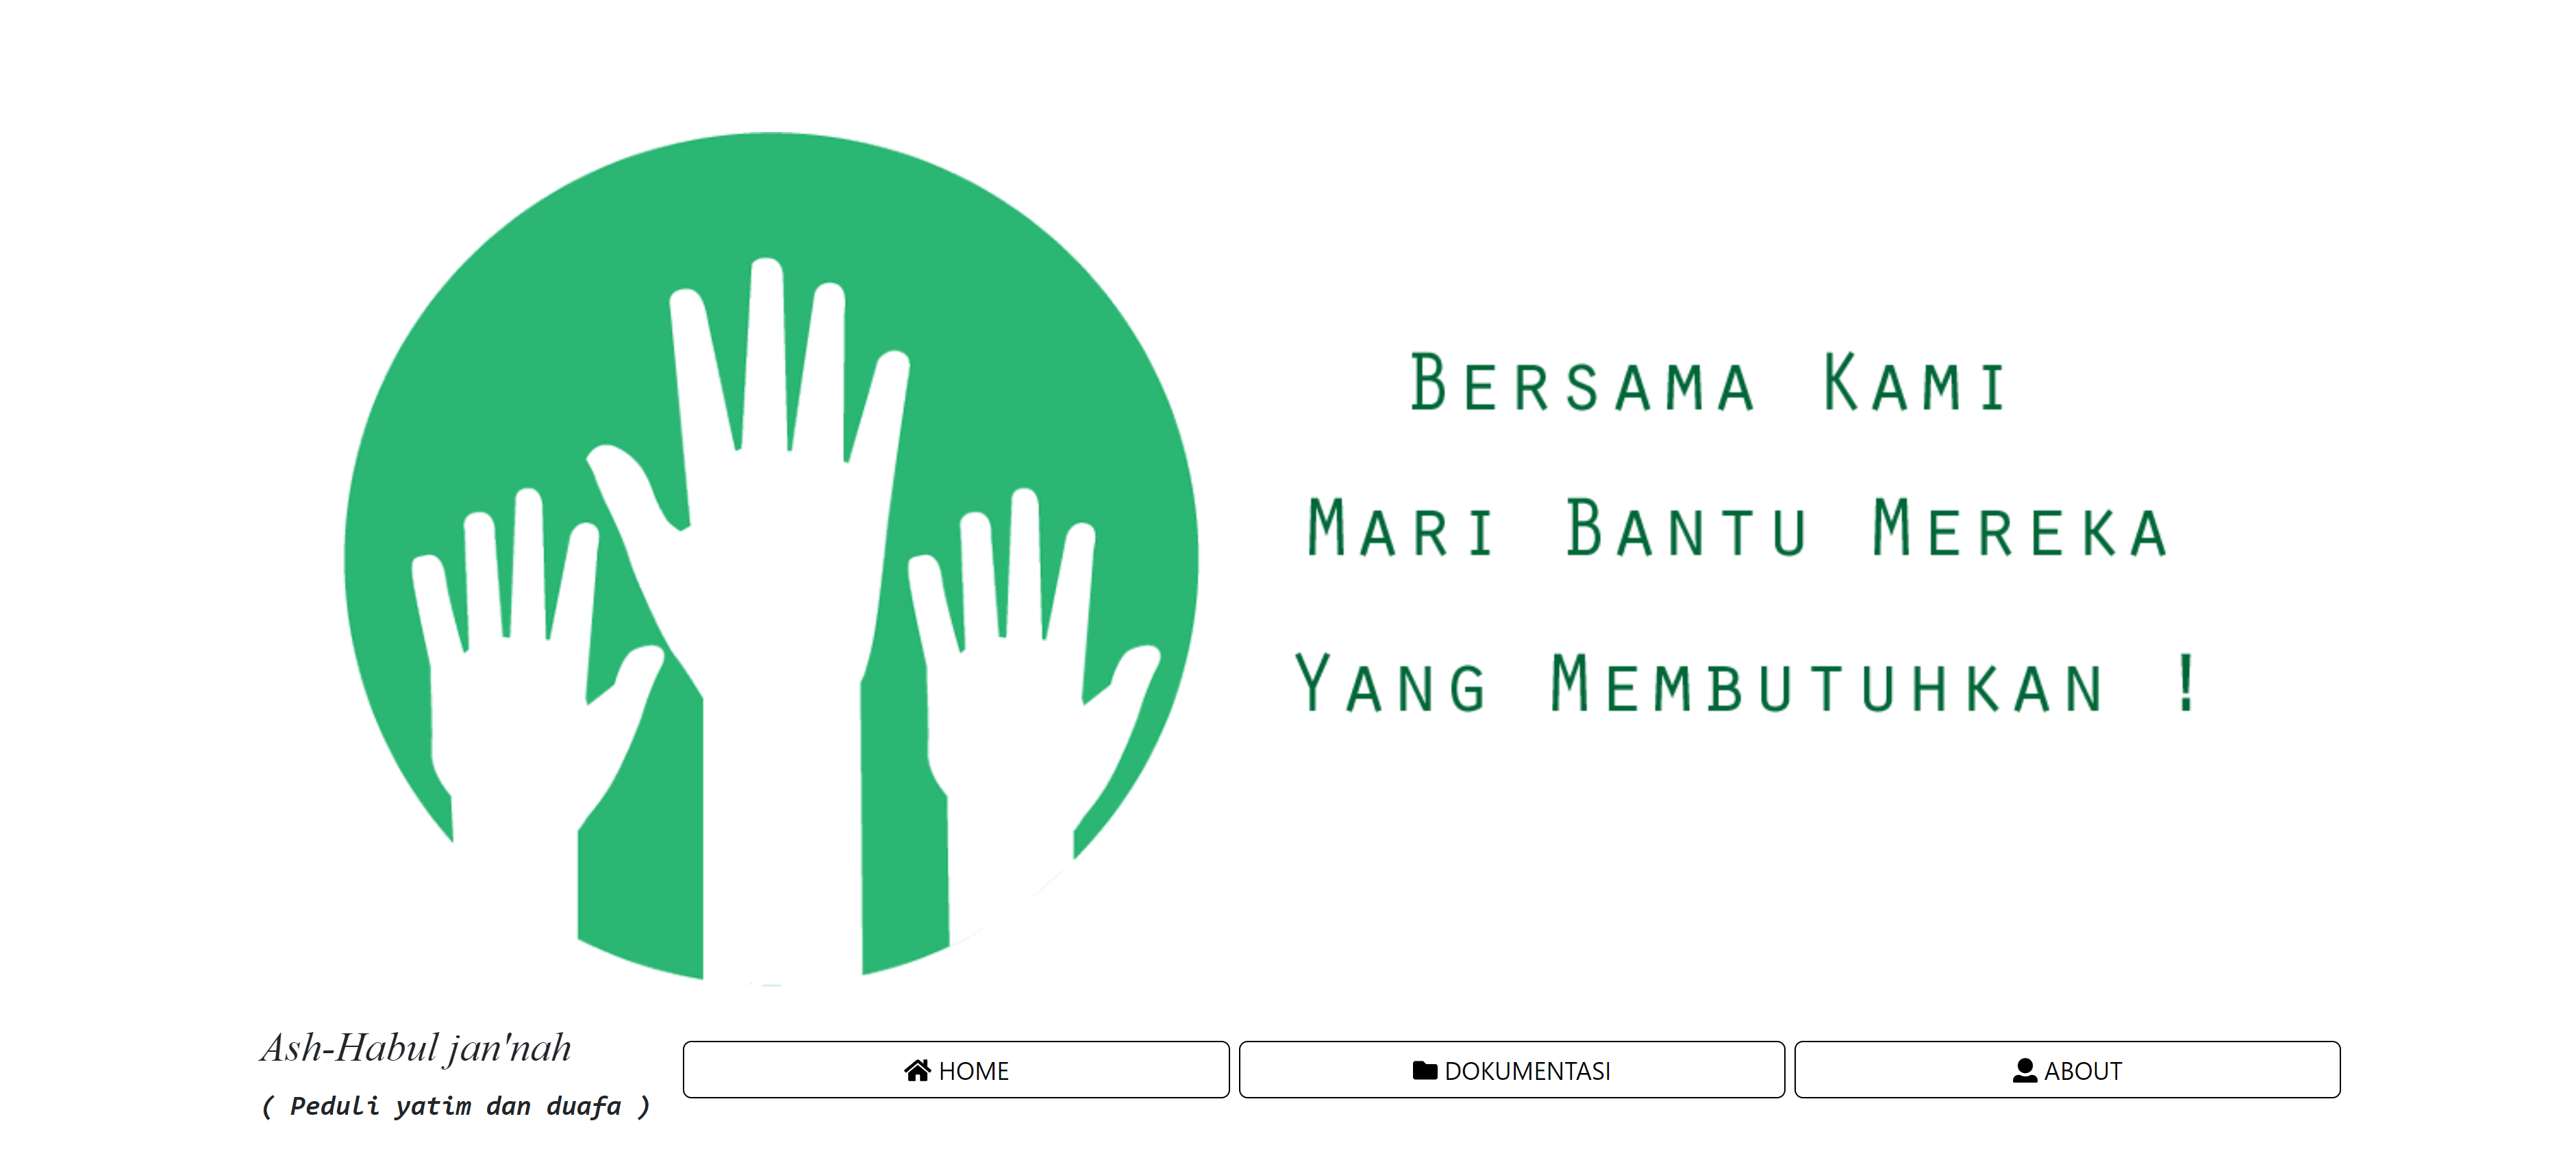 Bersama Kami
Mari Bantu Mereka
Yang Membutuhkan !
Ash-Habul jan'nah
( Peduli yatim dan duafa )
HOME
DOKUMENTASI
ABOUT